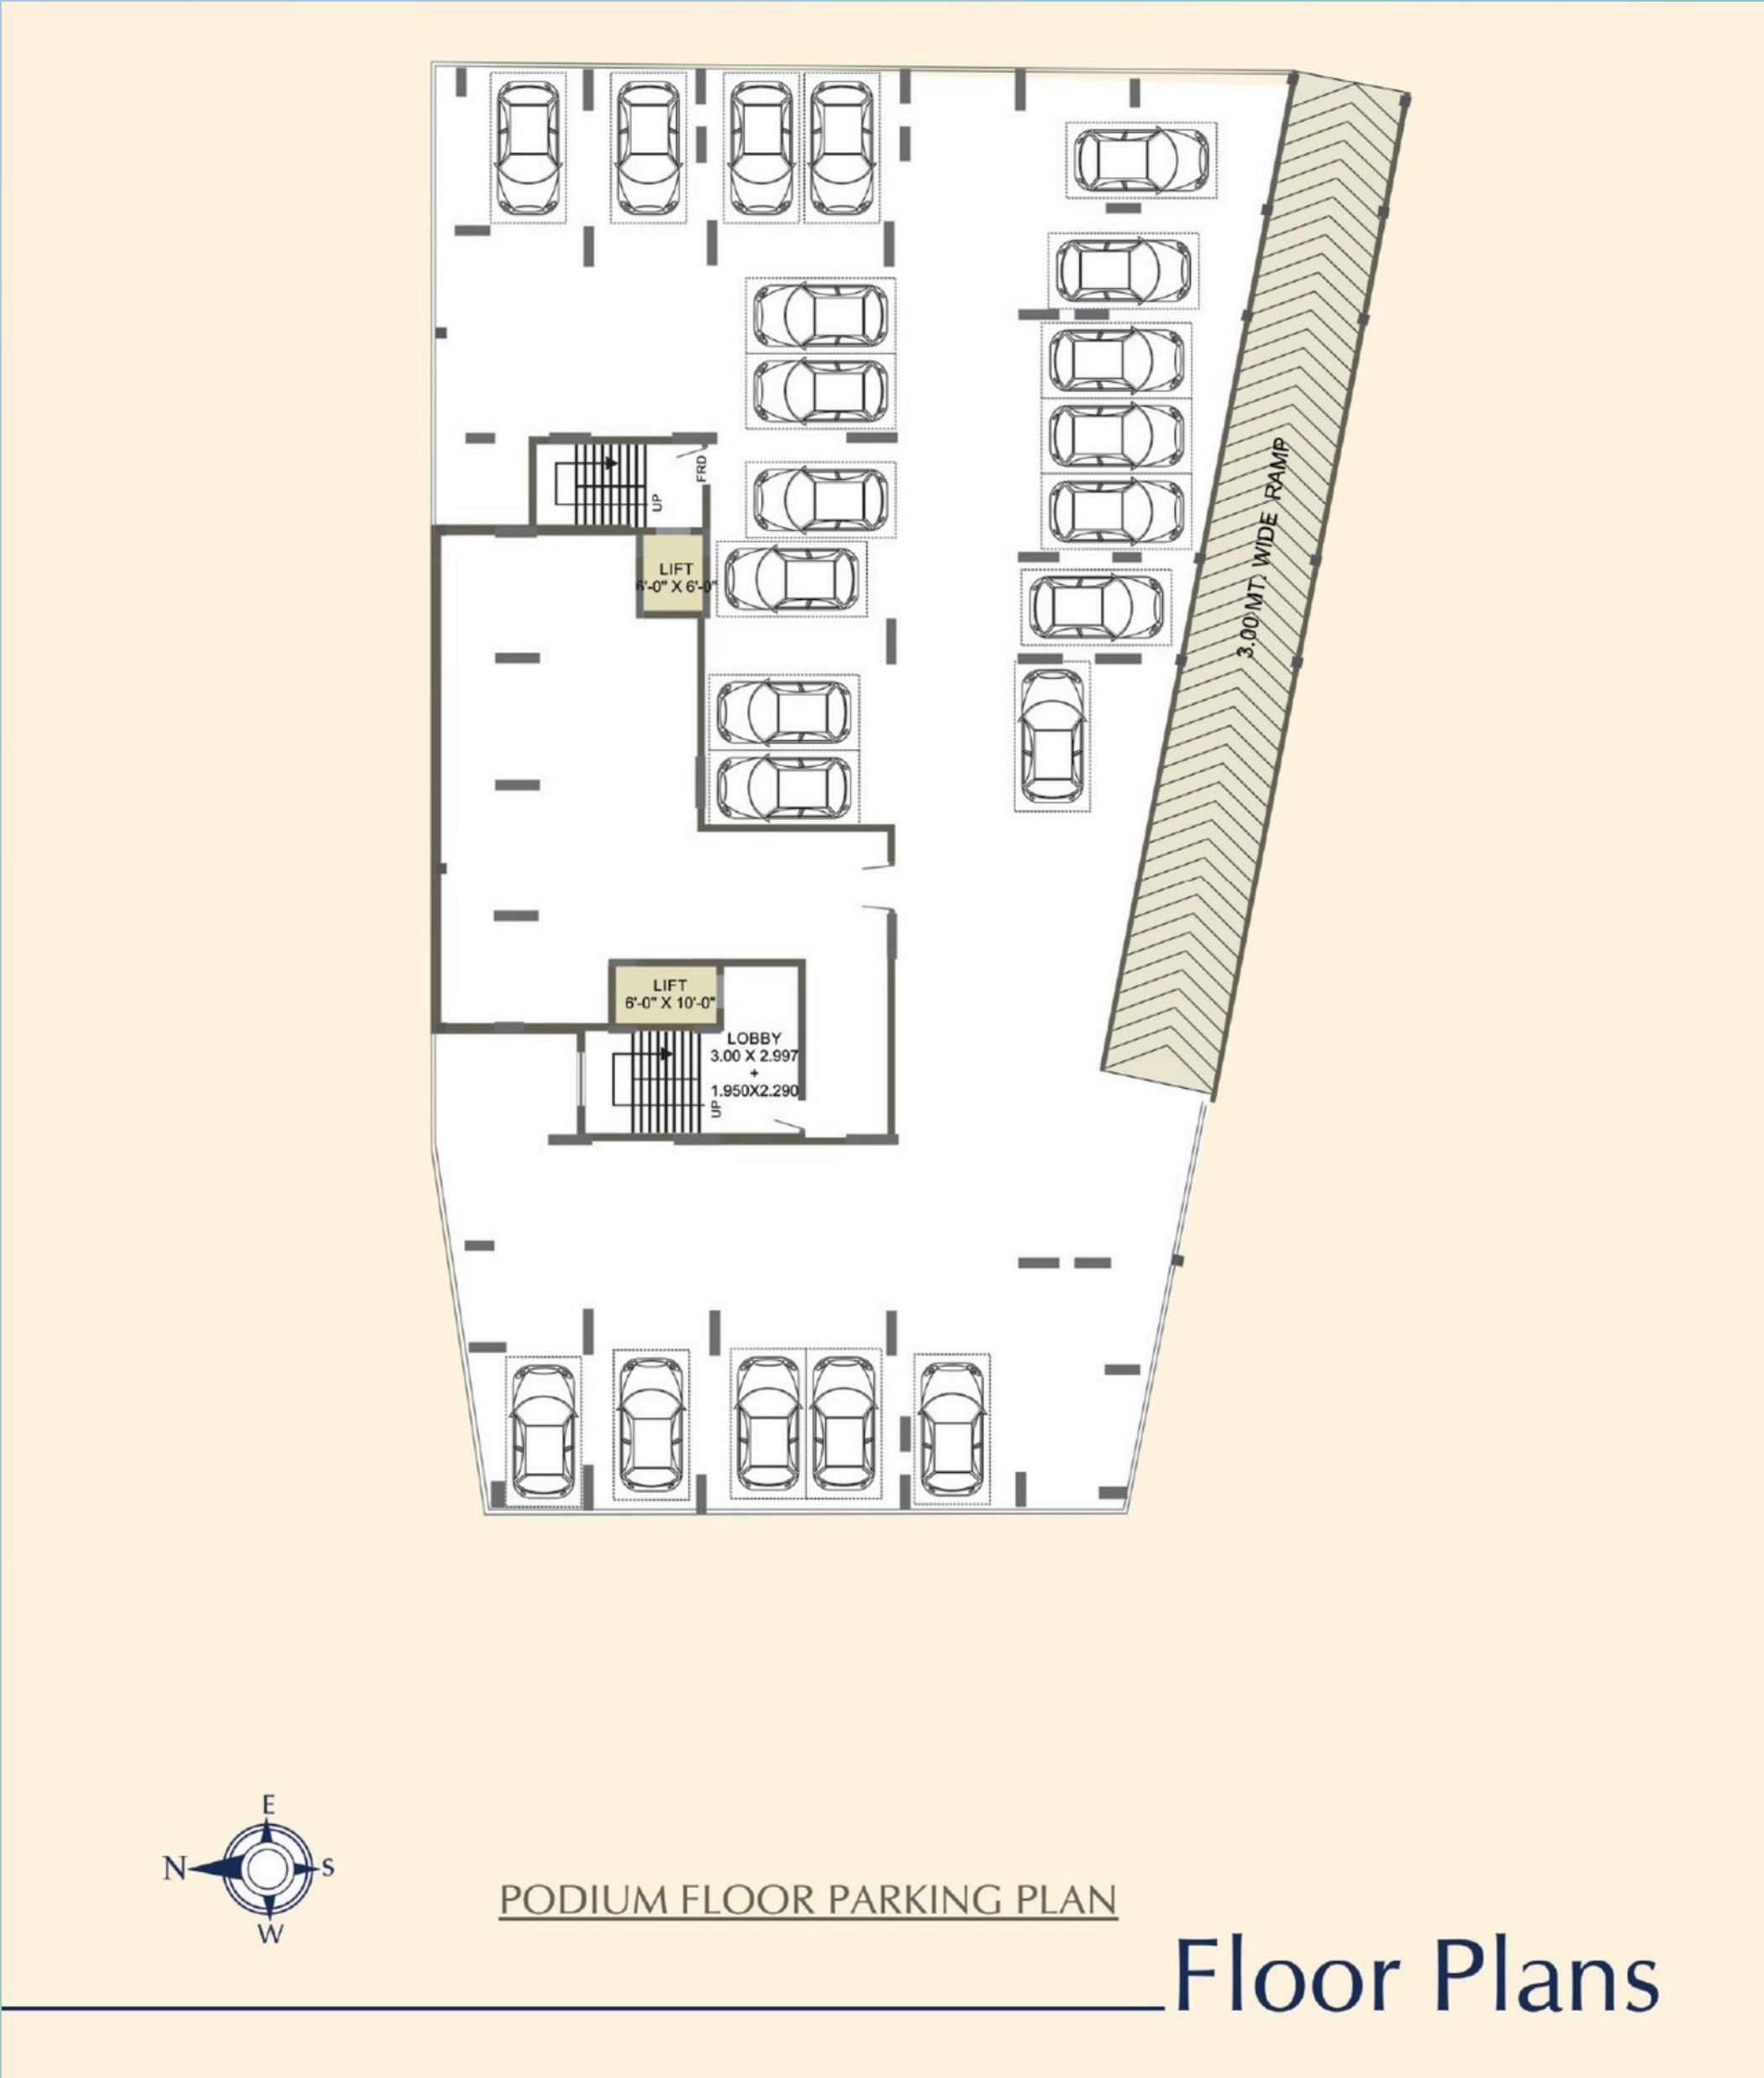 FRD
UP
LIFT
6'-0" X 6'-0"
3.00 MT. WIDE RAMP
LIFT
6'-0" X 10'-0"
LOBBY
3.00 X 2.997
+
1.950X2.290
UP
E
N
S
W
PODIUM FLOOR PARKING PLAN
Floor Plans